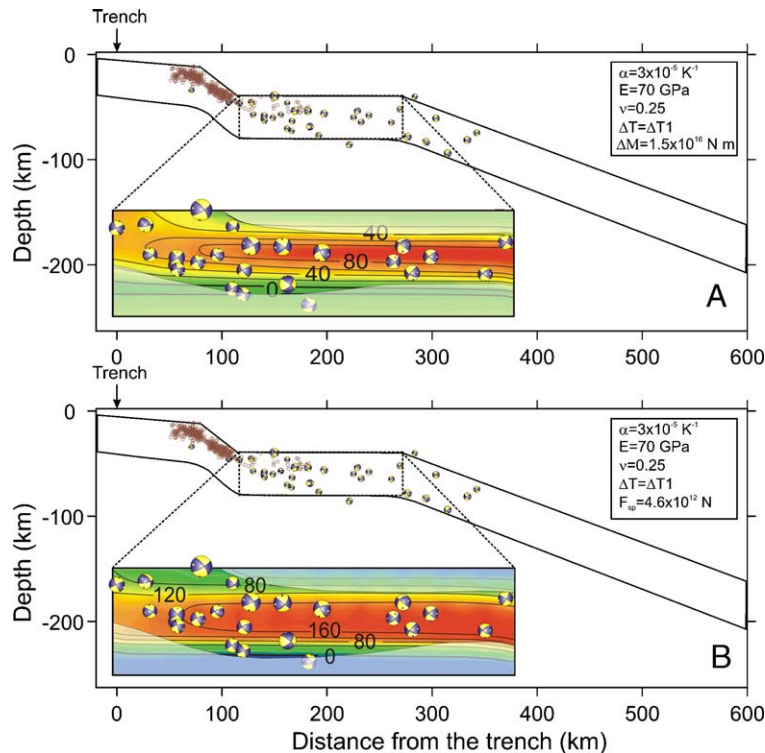 Trench
0
-100
-200
Depth (km)
α=3x10⁻⁵ K⁻¹
E=70 GPa
ν=0.25
ΔT=ΔT1
ΔM=1.5x10¹⁶ N m
40
80
40
0
A
0 100 200 300 400 500 600
Trench
0
-100
-200
Depth (km)
α=3x10⁻⁵ K⁻¹
E=70 GPa
ν=0.25
ΔT=ΔT1
Fsp=4.6x10¹² N
120 80
160
80
0
B
0 100 200 300 400 500 600
Distance from the trench (km)